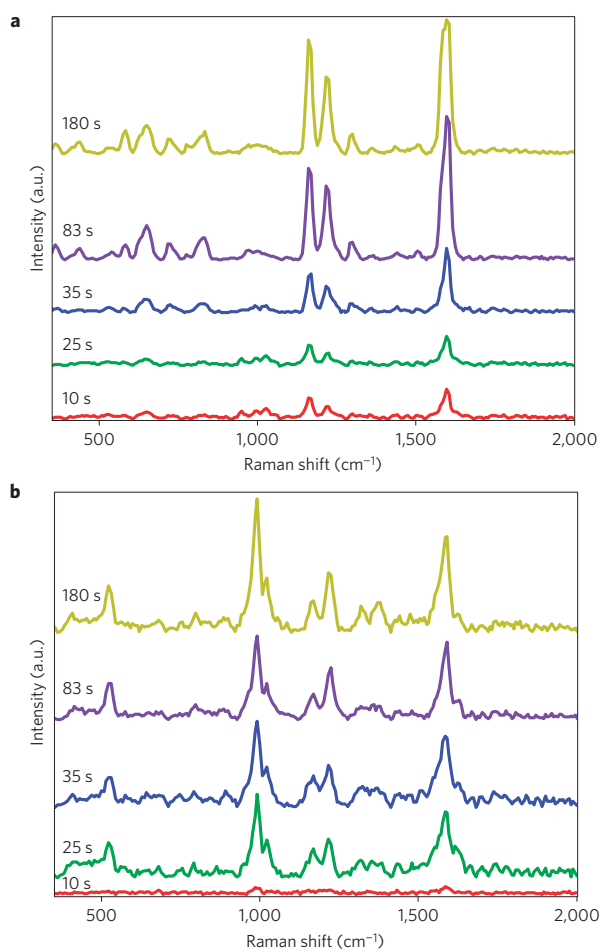 a
Intensity (a.u.)
180 s
83 s
35 s
25 s
10 s
500 1,000 1,500 2,000
Raman shift (cm⁻¹)
b
Intensity (a.u.)
180 s
83 s
35 s
25 s
10 s
500 1,000 1,500 2,000
Raman shift (cm⁻¹)